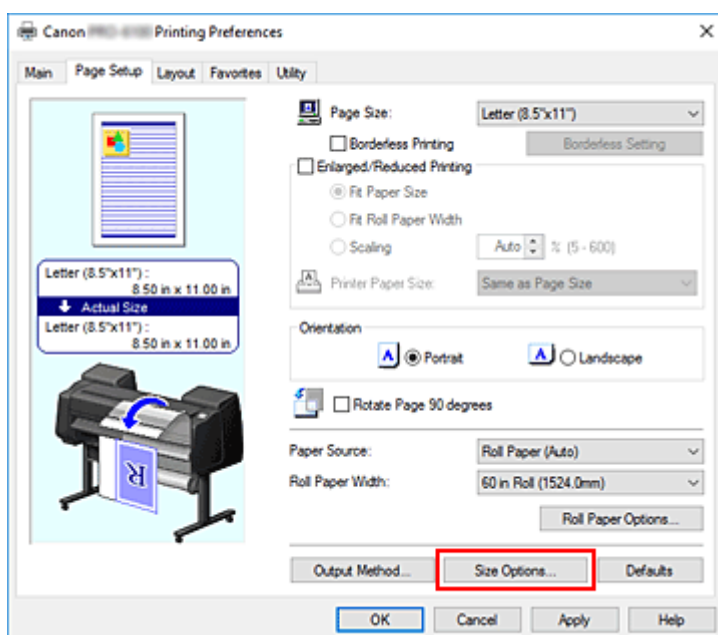 Canon Printing Preferences
Main Page Setup Layout Favorites Utility
Page Size: Letter (8.5"x11")
Borderless Printing Borderless Setting
Enlarged/Reduced Printing
Fit Paper Size
Fit Roll Paper Width
Scaling Auto % (5 - 600)
Printer Paper Size: Same as Page Size
Letter (8.5"x11") :
8.50 in x 11.00 in
Actual Size
Letter (8.5"x11") :
8.50 in x 11.00 in
Orientation
A Portrait A Landscape
Rotate Page 90 degrees
Paper Source: Roll Paper (Auto)
Roll Paper Width: 60 in Roll (1524.0mm)
R
Roll Paper Options...
Output Method... Size Options... Defaults
OK Cancel Apply Help